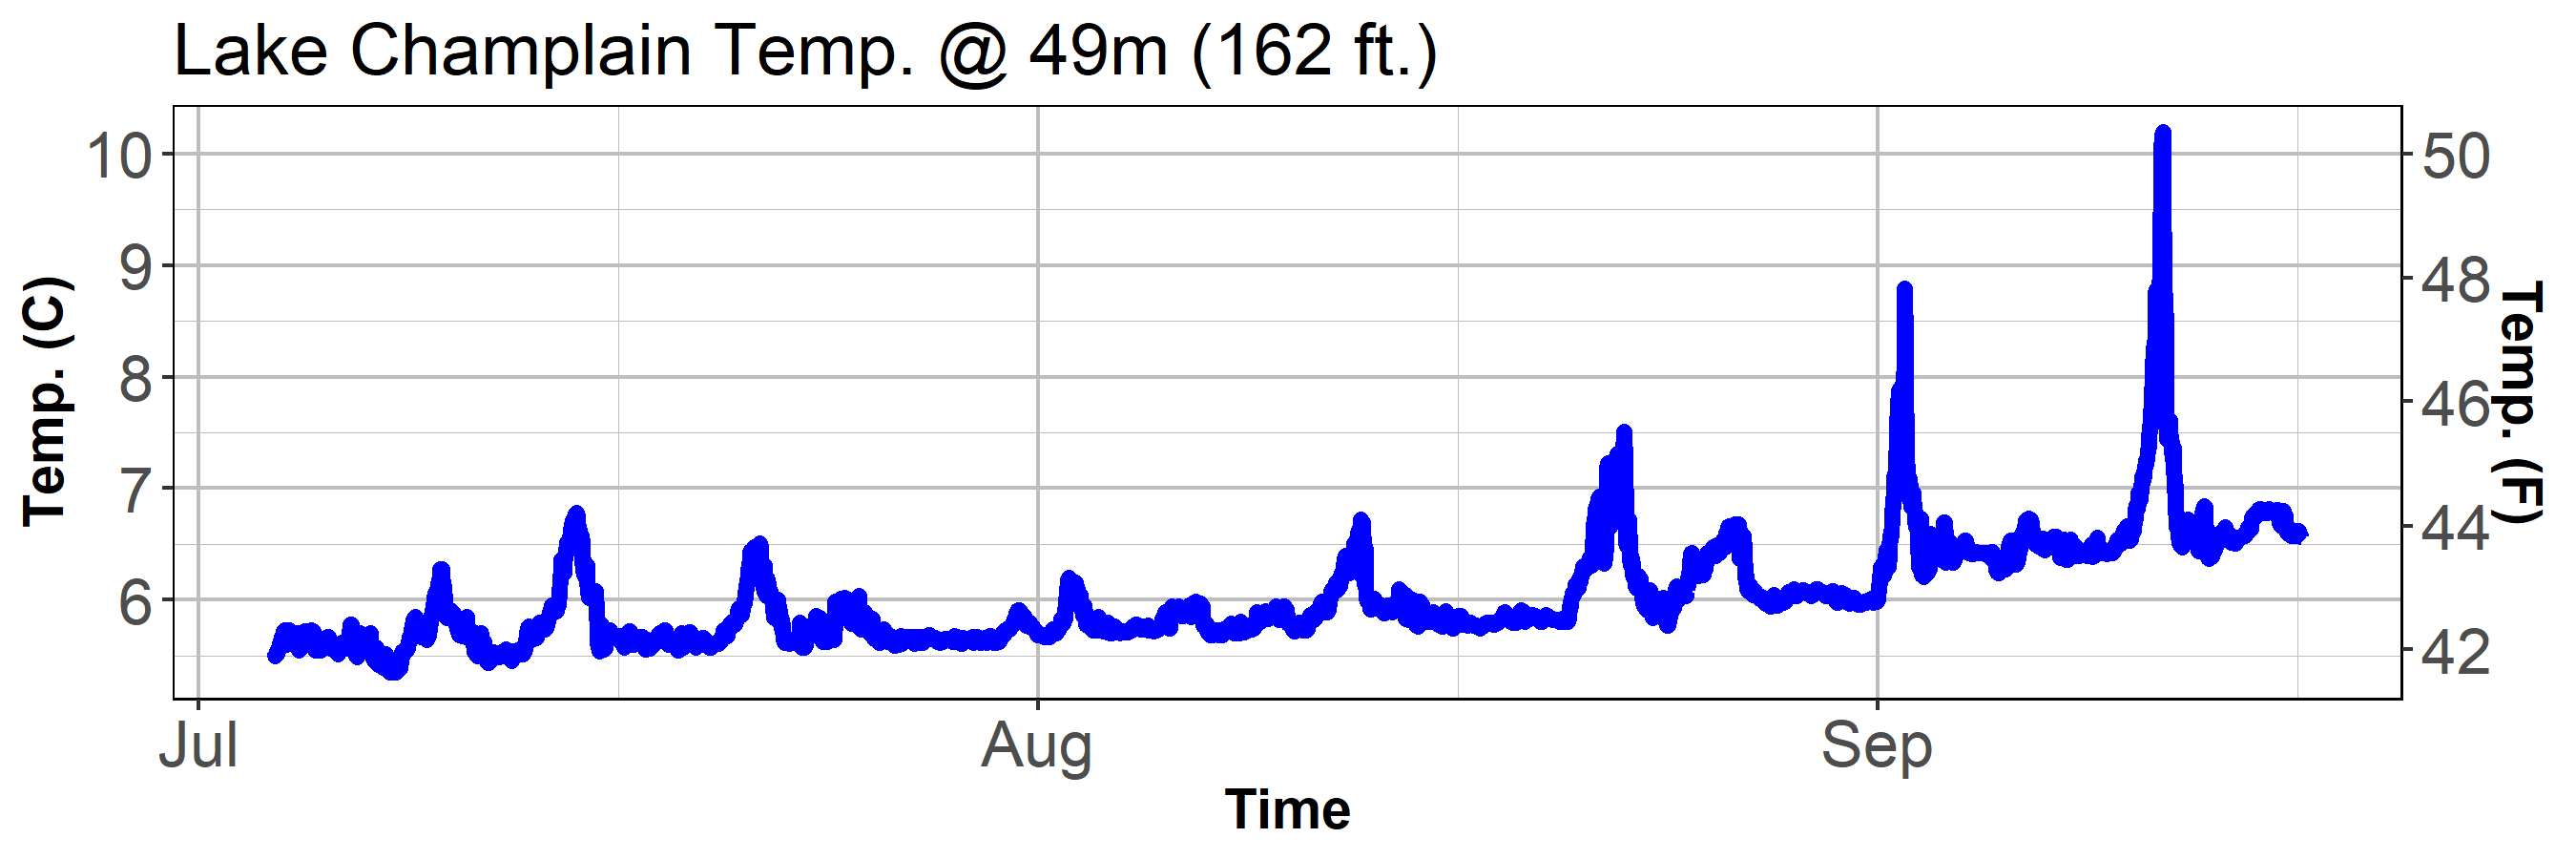 Lake Champlain Temp. @ 49m (162 ft.)
Temp. (C)
10
9
8
7
6
50
48
46
44
42
Temp. (F)
Jul Aug Sep
Time